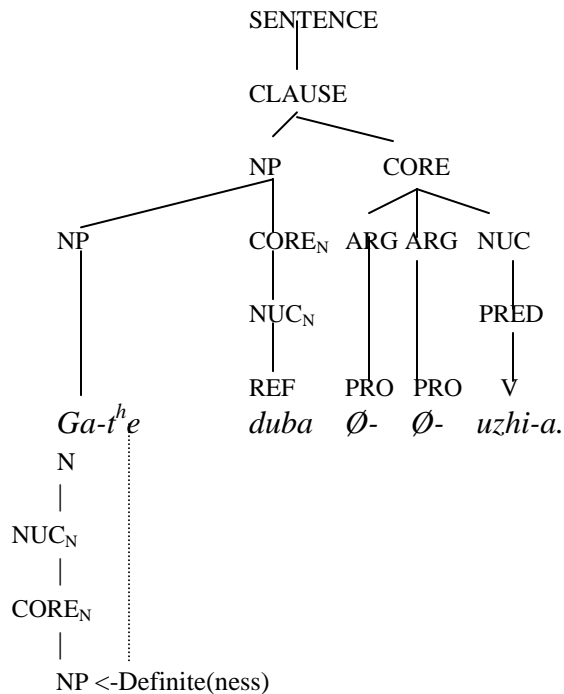 SENTENCE
CLAUSE
NP CORE
NP CORE_N ARG ARG NUC
NUC_N PRED
REF PRO PRO V
Ga-tʰe duba Ø- Ø- uzhi-a.
N
|
NUC_N
|
CORE_N
|
NP <-Definite(ness)